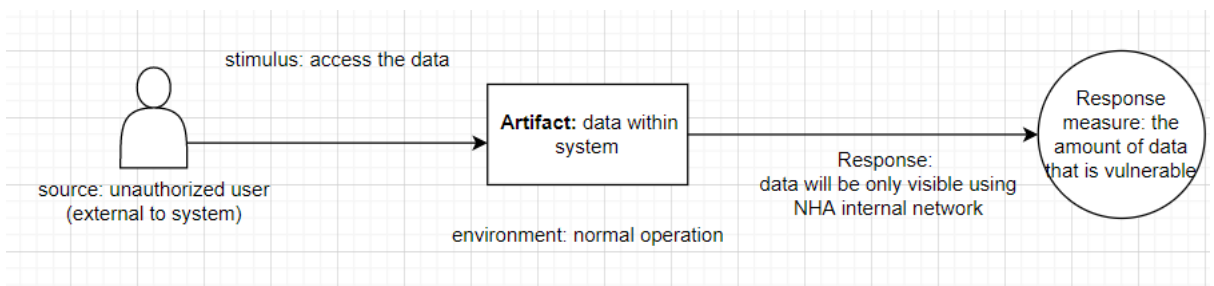 stimulus: access the data
source: unauthorized user
(external to system)
Artifact: data within
system
environment: normal operation
Response:
data will be only visible using
NHA internal network
Response
measure: the
amount of data
that is vulnerable